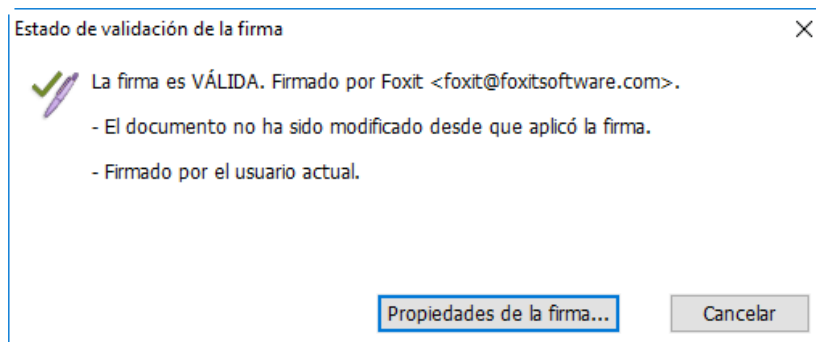 Estado de validación de la firma
La firma es VÁLIDA. Firmado por Foxit <foxit@foxitsoftware.com>.
- El documento no ha sido modificado desde que aplicó la firma.
- Firmado por el usuario actual.
Propiedades de la firma... Cancelar